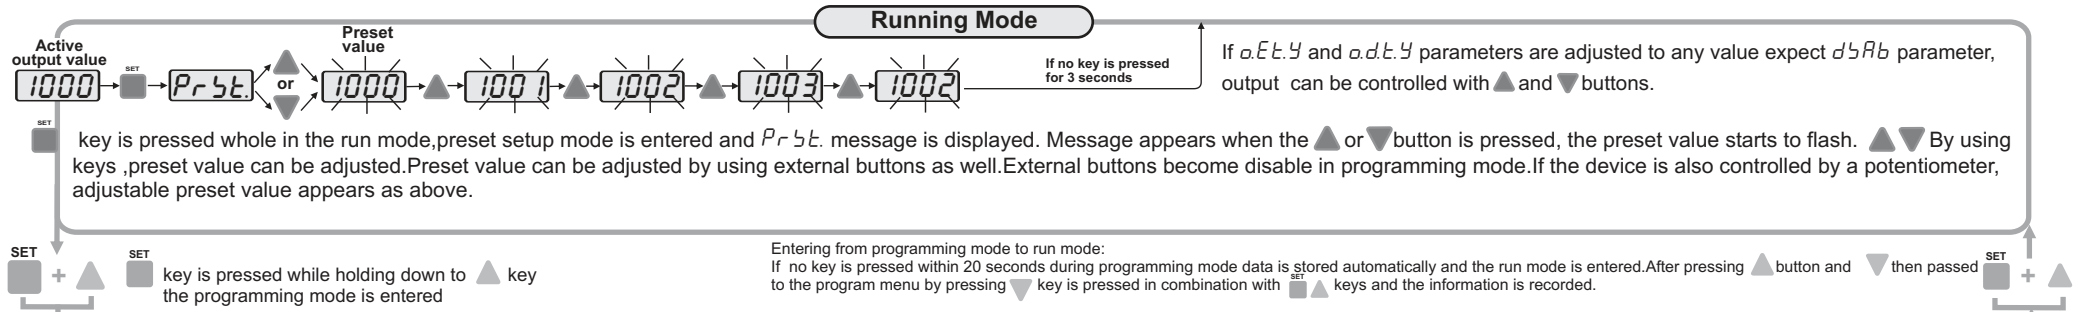 Running Mode
Active
output value
Preset
value
1000
SET
PrSt.
or
1000
1001
1002
1003
1002
If no key is pressed
for 3 seconds
If o.Et.Y and o.d.t.Y parameters are adjusted to any value expect dSAb parameter,
output can be controlled with ▲ and ▼ buttons.
SET
key is pressed whole in the run mode,preset setup mode is entered and PrSt. message is displayed. Message appears when the ▲ or ▼ button is pressed, the preset value starts to flash. ▲ ▼ By using
keys ,preset value can be adjusted.Preset value can be adjusted by using external buttons as well.External buttons become disable in programming mode.If the device is also controlled by a potentiometer,
adjustable preset value appears as above.
SET
+
SET
key is pressed while holding down to ▲ key
the programming mode is entered
Entering from programming mode to run mode:
If no key is pressed within 20 seconds during programming mode data is stored automatically and the run mode is entered.After pressing ▲ button and ▼ then passed
to the program menu by pressing ▼ key is pressed in combination with SET ▲ keys and the information is recorded.
SET
+